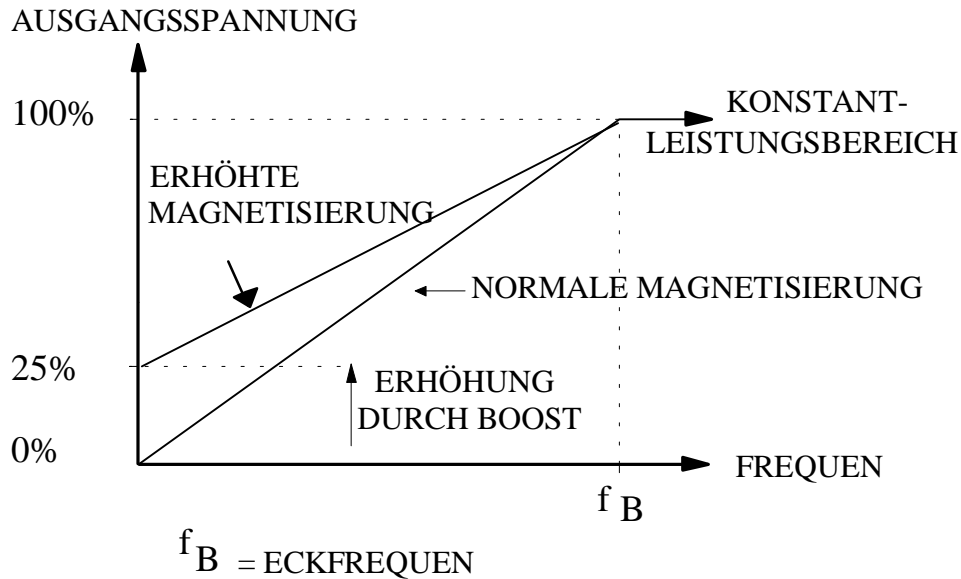 AUSGANGSSPANNUNG
100%
KONSTANT-
LEISTUNGSBEREICH
ERHÖHTE
MAGNETISIERUNG
NORMALE MAGNETISIERUNG
25%
ERHÖHUNG
DURCH BOOST
0%
FREQUEN
f B
f B = ECKFREQUEN